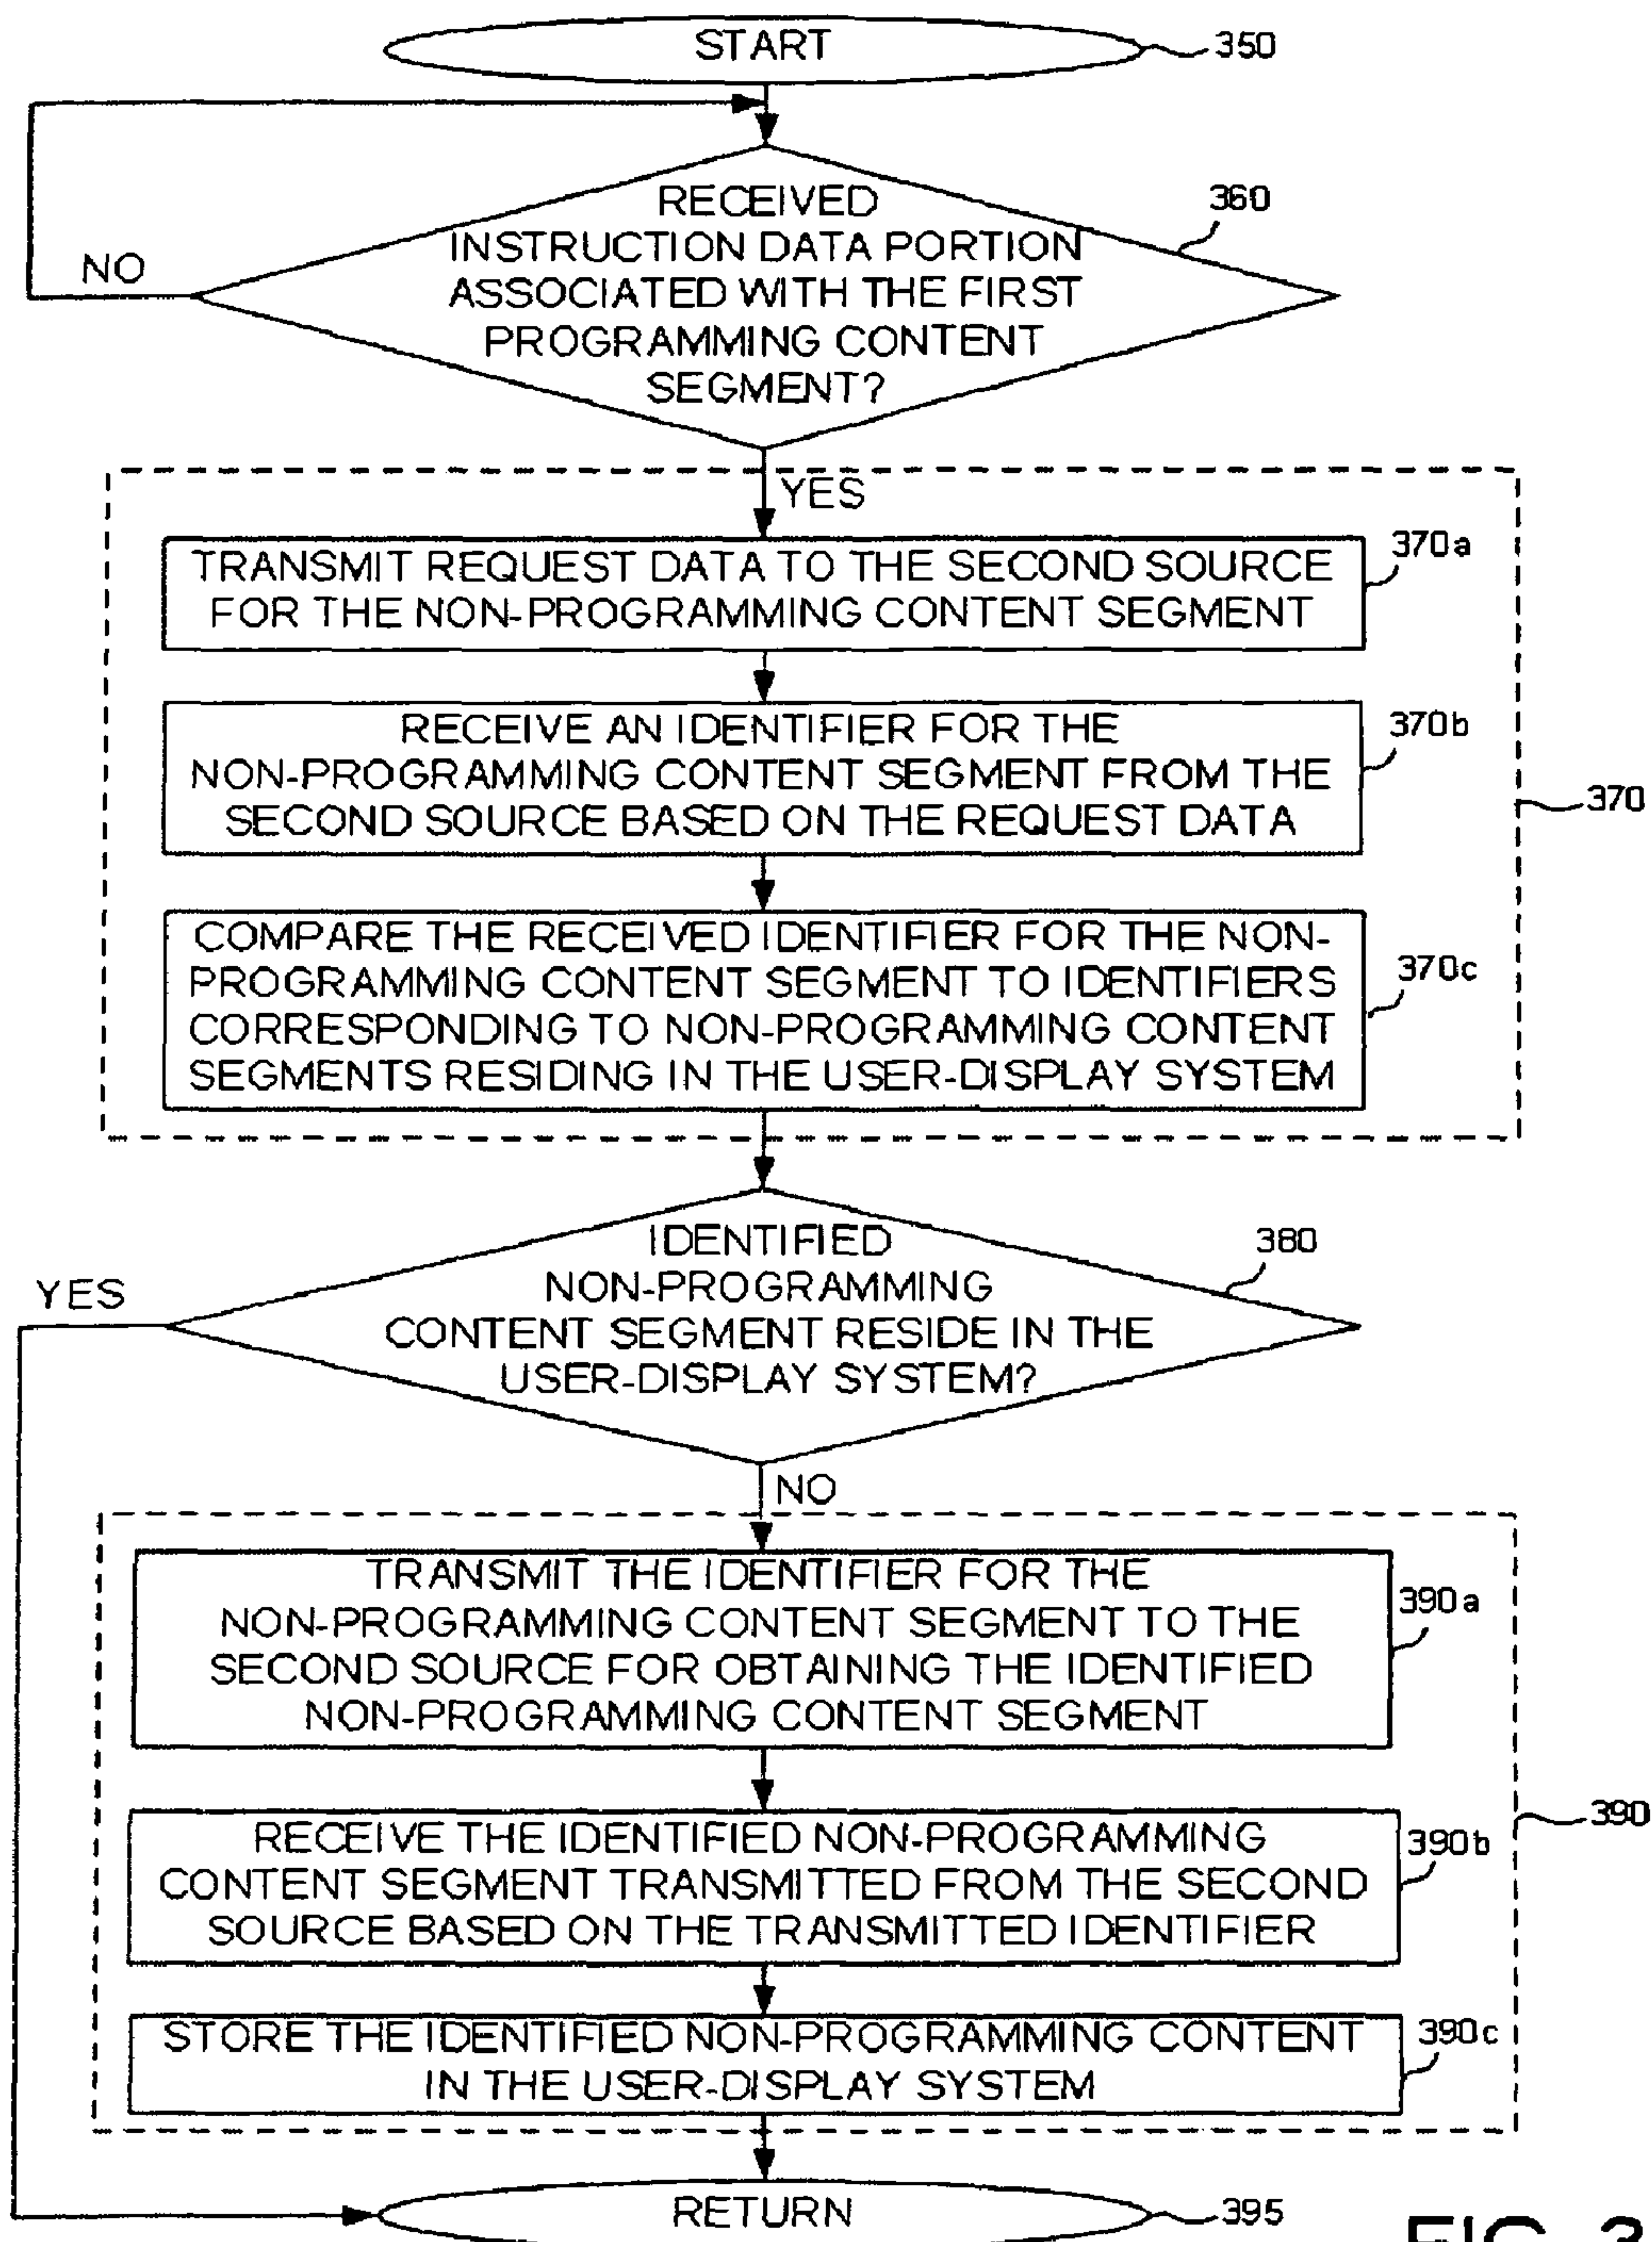 START
350
RECEIVED
INSTRUCTION DATA PORTION
ASSOCIATED WITH THE FIRST
PROGRAMMING CONTENT
SEGMENT?
360
NO
YES
TRANSMIT REQUEST DATA TO THE SECOND SOURCE
FOR THE NON-PROGRAMMING CONTENT SEGMENT
370a
RECEIVE AN IDENTIFIER FOR THE
NON-PROGRAMMING CONTENT SEGMENT FROM THE
SECOND SOURCE BASED ON THE REQUEST DATA
370b
370
COMPARE THE RECEIVED IDENTIFIER FOR THE NON-
PROGRAMMING CONTENT SEGMENT TO IDENTIFIERS
CORRESPONDING TO NON-PROGRAMMING CONTENT
SEGMENTS RESIDING IN THE USER-DISPLAY SYSTEM
370c
IDENTIFIED
NON-PROGRAMMING
CONTENT SEGMENT RESIDE IN THE
USER-DISPLAY SYSTEM?
380
YES
NO
TRANSMIT THE IDENTIFIER FOR THE
NON-PROGRAMMING CONTENT SEGMENT TO THE
SECOND SOURCE FOR OBTAINING THE IDENTIFIED
NON-PROGRAMMING CONTENT SEGMENT
390a
RECEIVE THE IDENTIFIED NON-PROGRAMMING
CONTENT SEGMENT TRANSMITTED FROM THE SECOND
SOURCE BASED ON THE TRANSMITTED IDENTIFIER
390b
390
STORE THE IDENTIFIED NON-PROGRAMMING CONTENT
IN THE USER-DISPLAY SYSTEM
390c
RETURN
395
FIG. 3